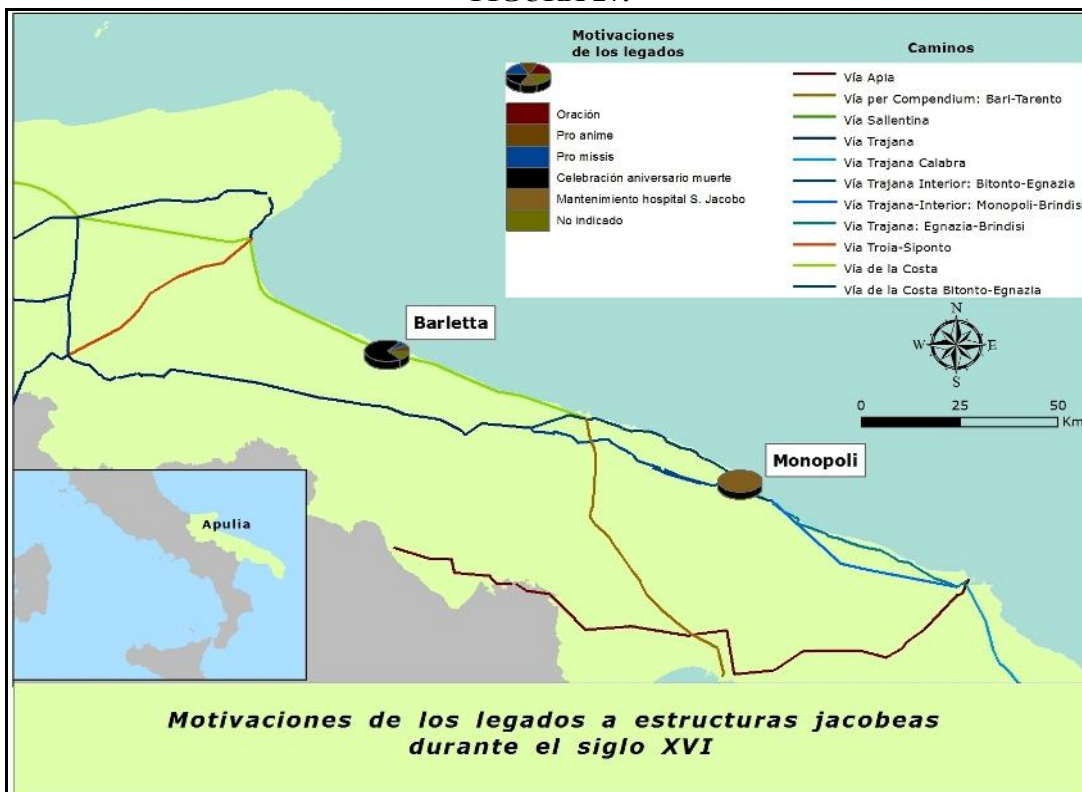 Motivaciones
de los legados
Oración
Pro anime
Pro missis
Celebración aniversario muerte
Mantenimiento hospital S. Jacobo
No indicado
Caminos
Vía Apia
Vía per Compendium: Bari-Tarento
Vía Sallentina
Vía Trajana
Via Trajana Calabra
Vía Trajana Interior: Bitonto-Egnazia
Vía Trajana-Interior: Monopoli-Brindisi
Vía Trajana: Egnazia-Brindisi
Via Troia-Siponto
Vía de la Costa
Vía de la Costa Bitonto-Egnazia
Barletta
N
W E
S
0 25 50
Km
Monopoli
Apulia
Motivaciones de los legados a estructuras jacobeas
durante el siglo XVI